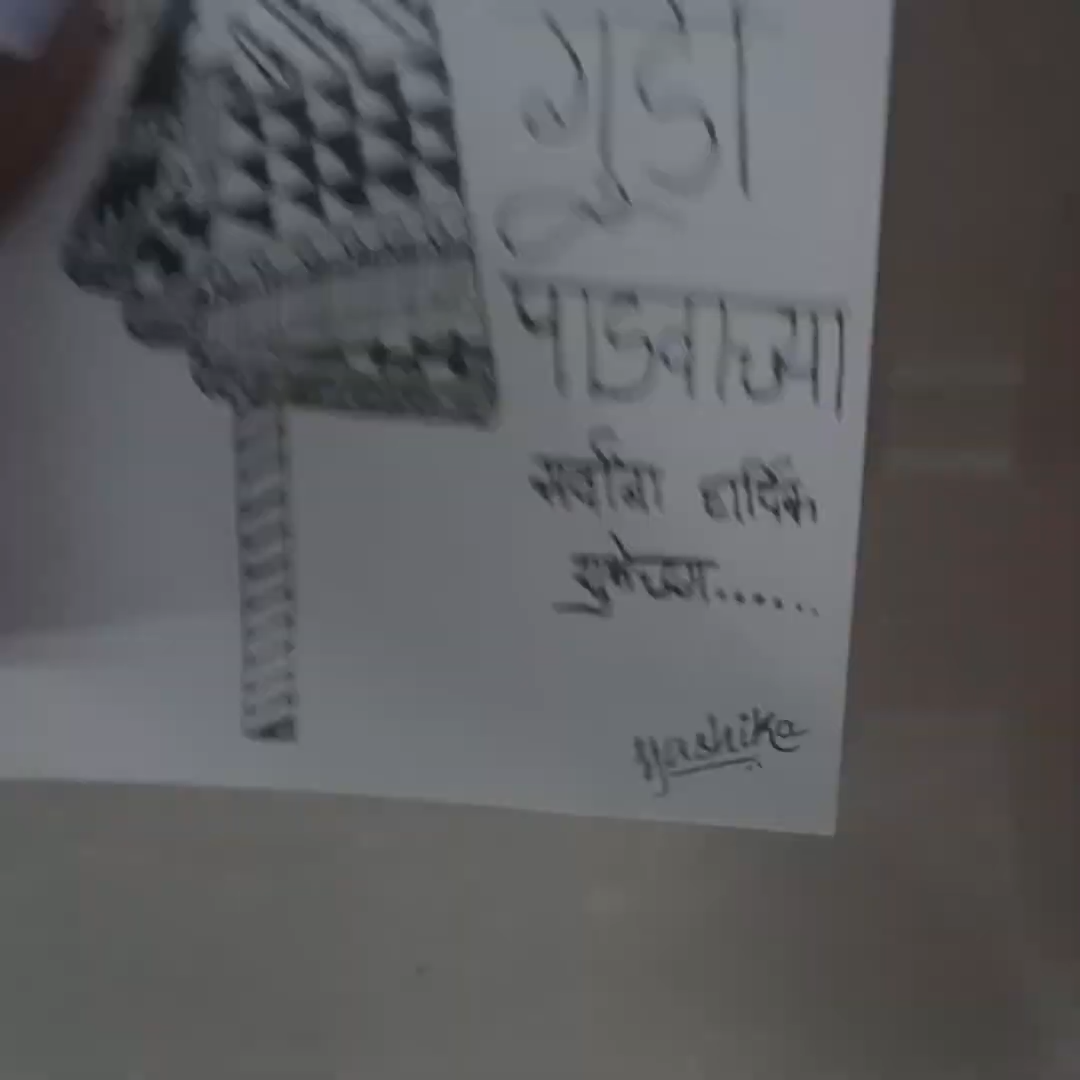 गुडी
पाडवाच्या
सर्वांना हार्दिक
शुभेच्छा......
Yashika